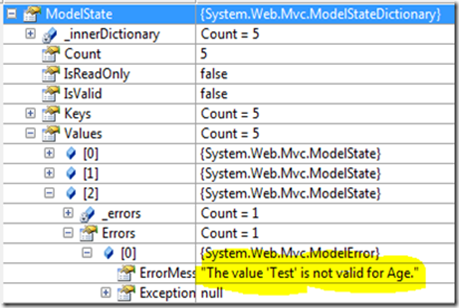 ModelState {System.Web.Mvc.ModelStateDictionary}
_innerDictionary Count = 5
Count 5
IsReadOnly false
IsValid false
Keys Count = 5
Values Count = 5
[0] {System.Web.Mvc.ModelState}
[1] {System.Web.Mvc.ModelState}
[2] {System.Web.Mvc.ModelState}
_errors Count = 1
Errors Count = 1
[0] {System.Web.Mvc.ModelError}
ErrorMess "The value 'Test' is not valid for Age."
Exception null